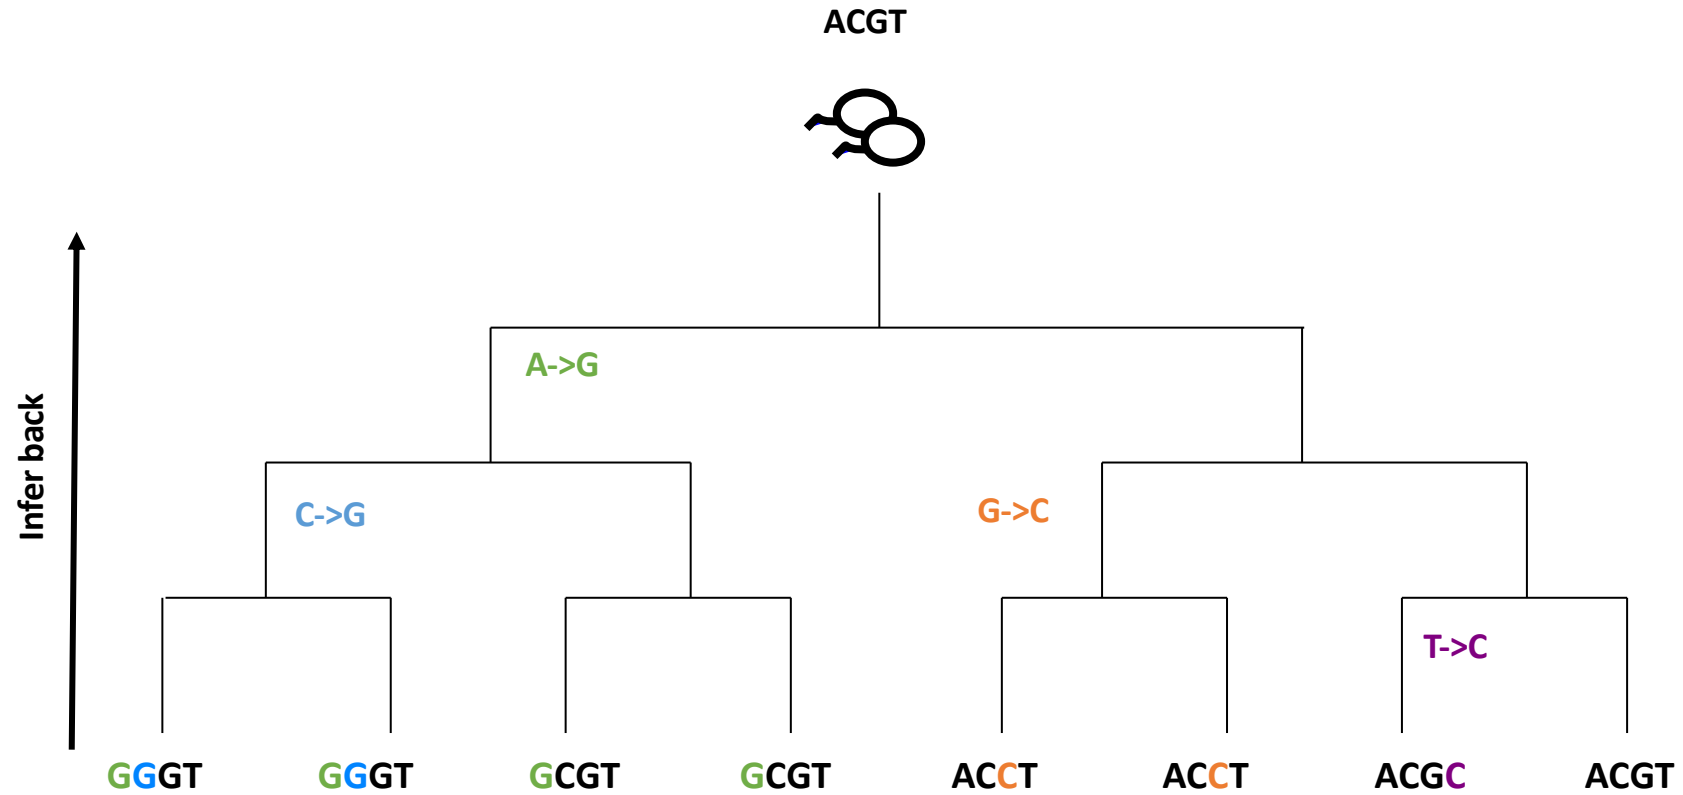 ACGT
A->G
Infer back
C->G
G->C
T->C
GGGT GGGT GCGT GCGT ACCT ACCT ACGC ACGT